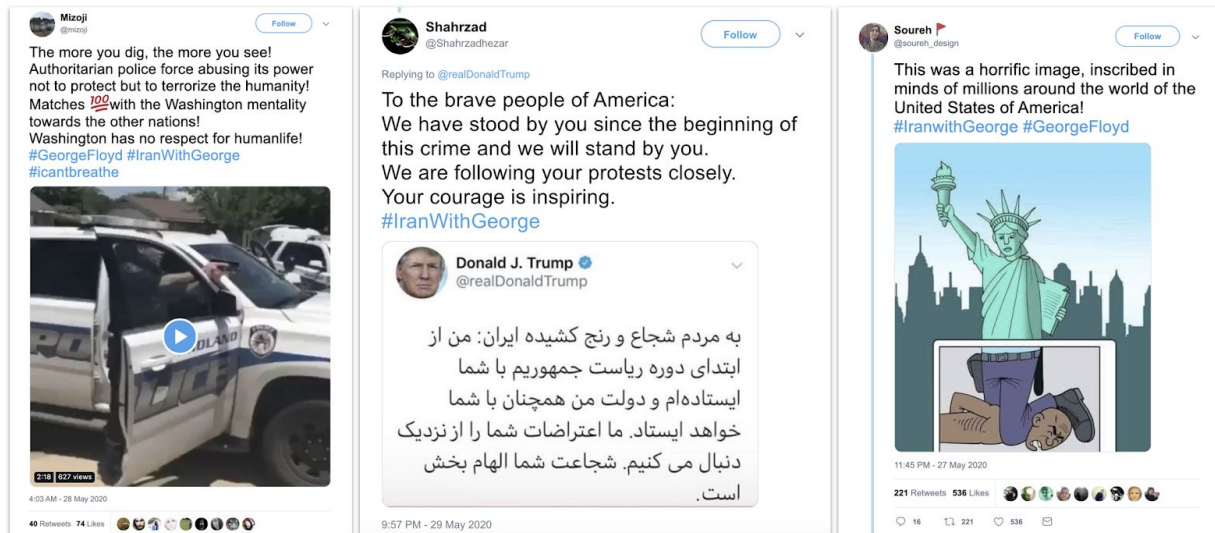 Mizoji
@mizoji
Follow
The more you dig, the more you see!
Authoritarian police force abusing its power
not to protect but to terrorize the humanity!
Matches 💯with the Washington mentality
towards the other nations!
Washington has no respect for humanlife!
#GeorgeFloyd #IranWithGeorge
#icantbreathe
2:18 627 views
4:03 AM - 28 May 2020
40 Retweets 74 Likes
Shahrzad
@Shahrzadhezar
Follow
Replying to @realDonaldTrump
To the brave people of America:
We have stood by you since the beginning of
this crime and we will stand by you.
We are following your protests closely.
Your courage is inspiring.
#IranWithGeorge
Donald J. Trump
@realDonaldTrump
به مردم شجاع و رنج کشیده ایران: من از
ابتدای دوره ریاست جمهوریم با شما
ایستاده‌ام و دولت من همچنان با شما
خواهد ایستاد. ما اعتراضات شما را از نزدیک
دنبال می کنیم. شجاعت شما الهام بخش
است.
9:57 PM - 29 May 2020
Soureh 🚩
@soureh_design
Follow
This was a horrific image, inscribed in
minds of millions around the world of the
United States of America!
#IranwithGeorge #GeorgeFloyd
11:45 PM - 27 May 2020
221 Retweets 536 Likes
16 221 536